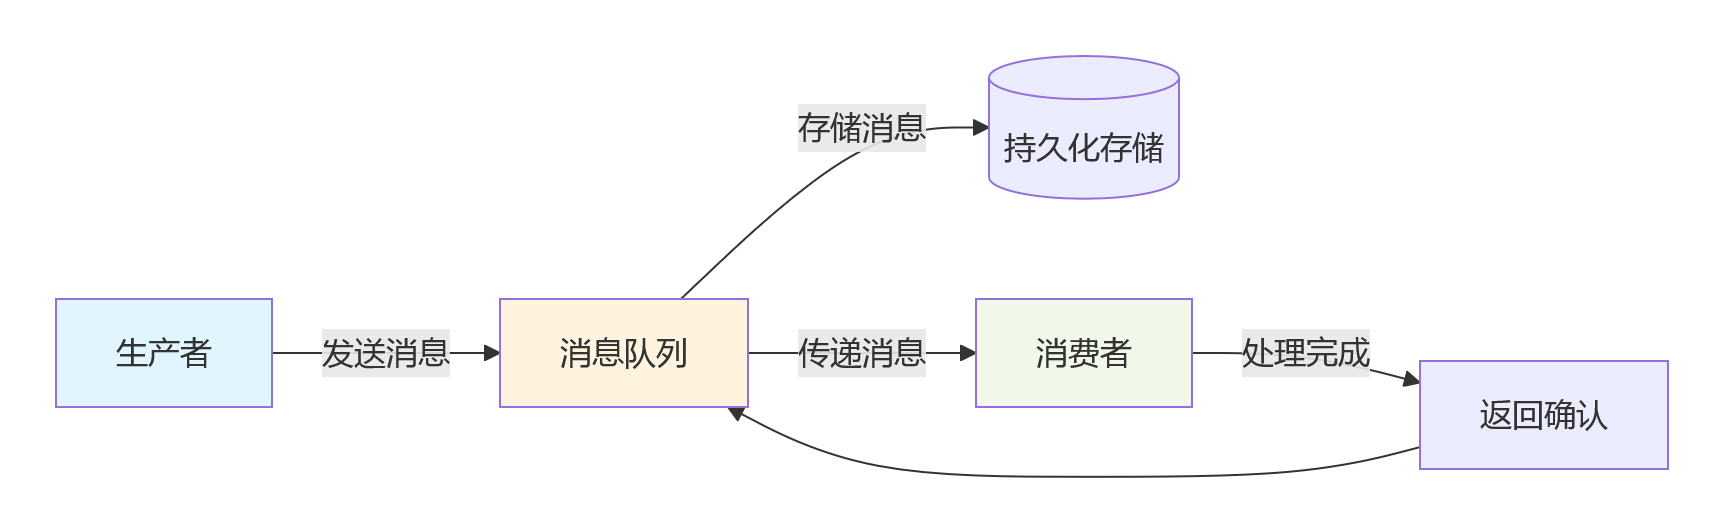 存储消息
持久化存储
生产者
发送消息
消息队列
传递消息
消费者
处理完成
返回确认